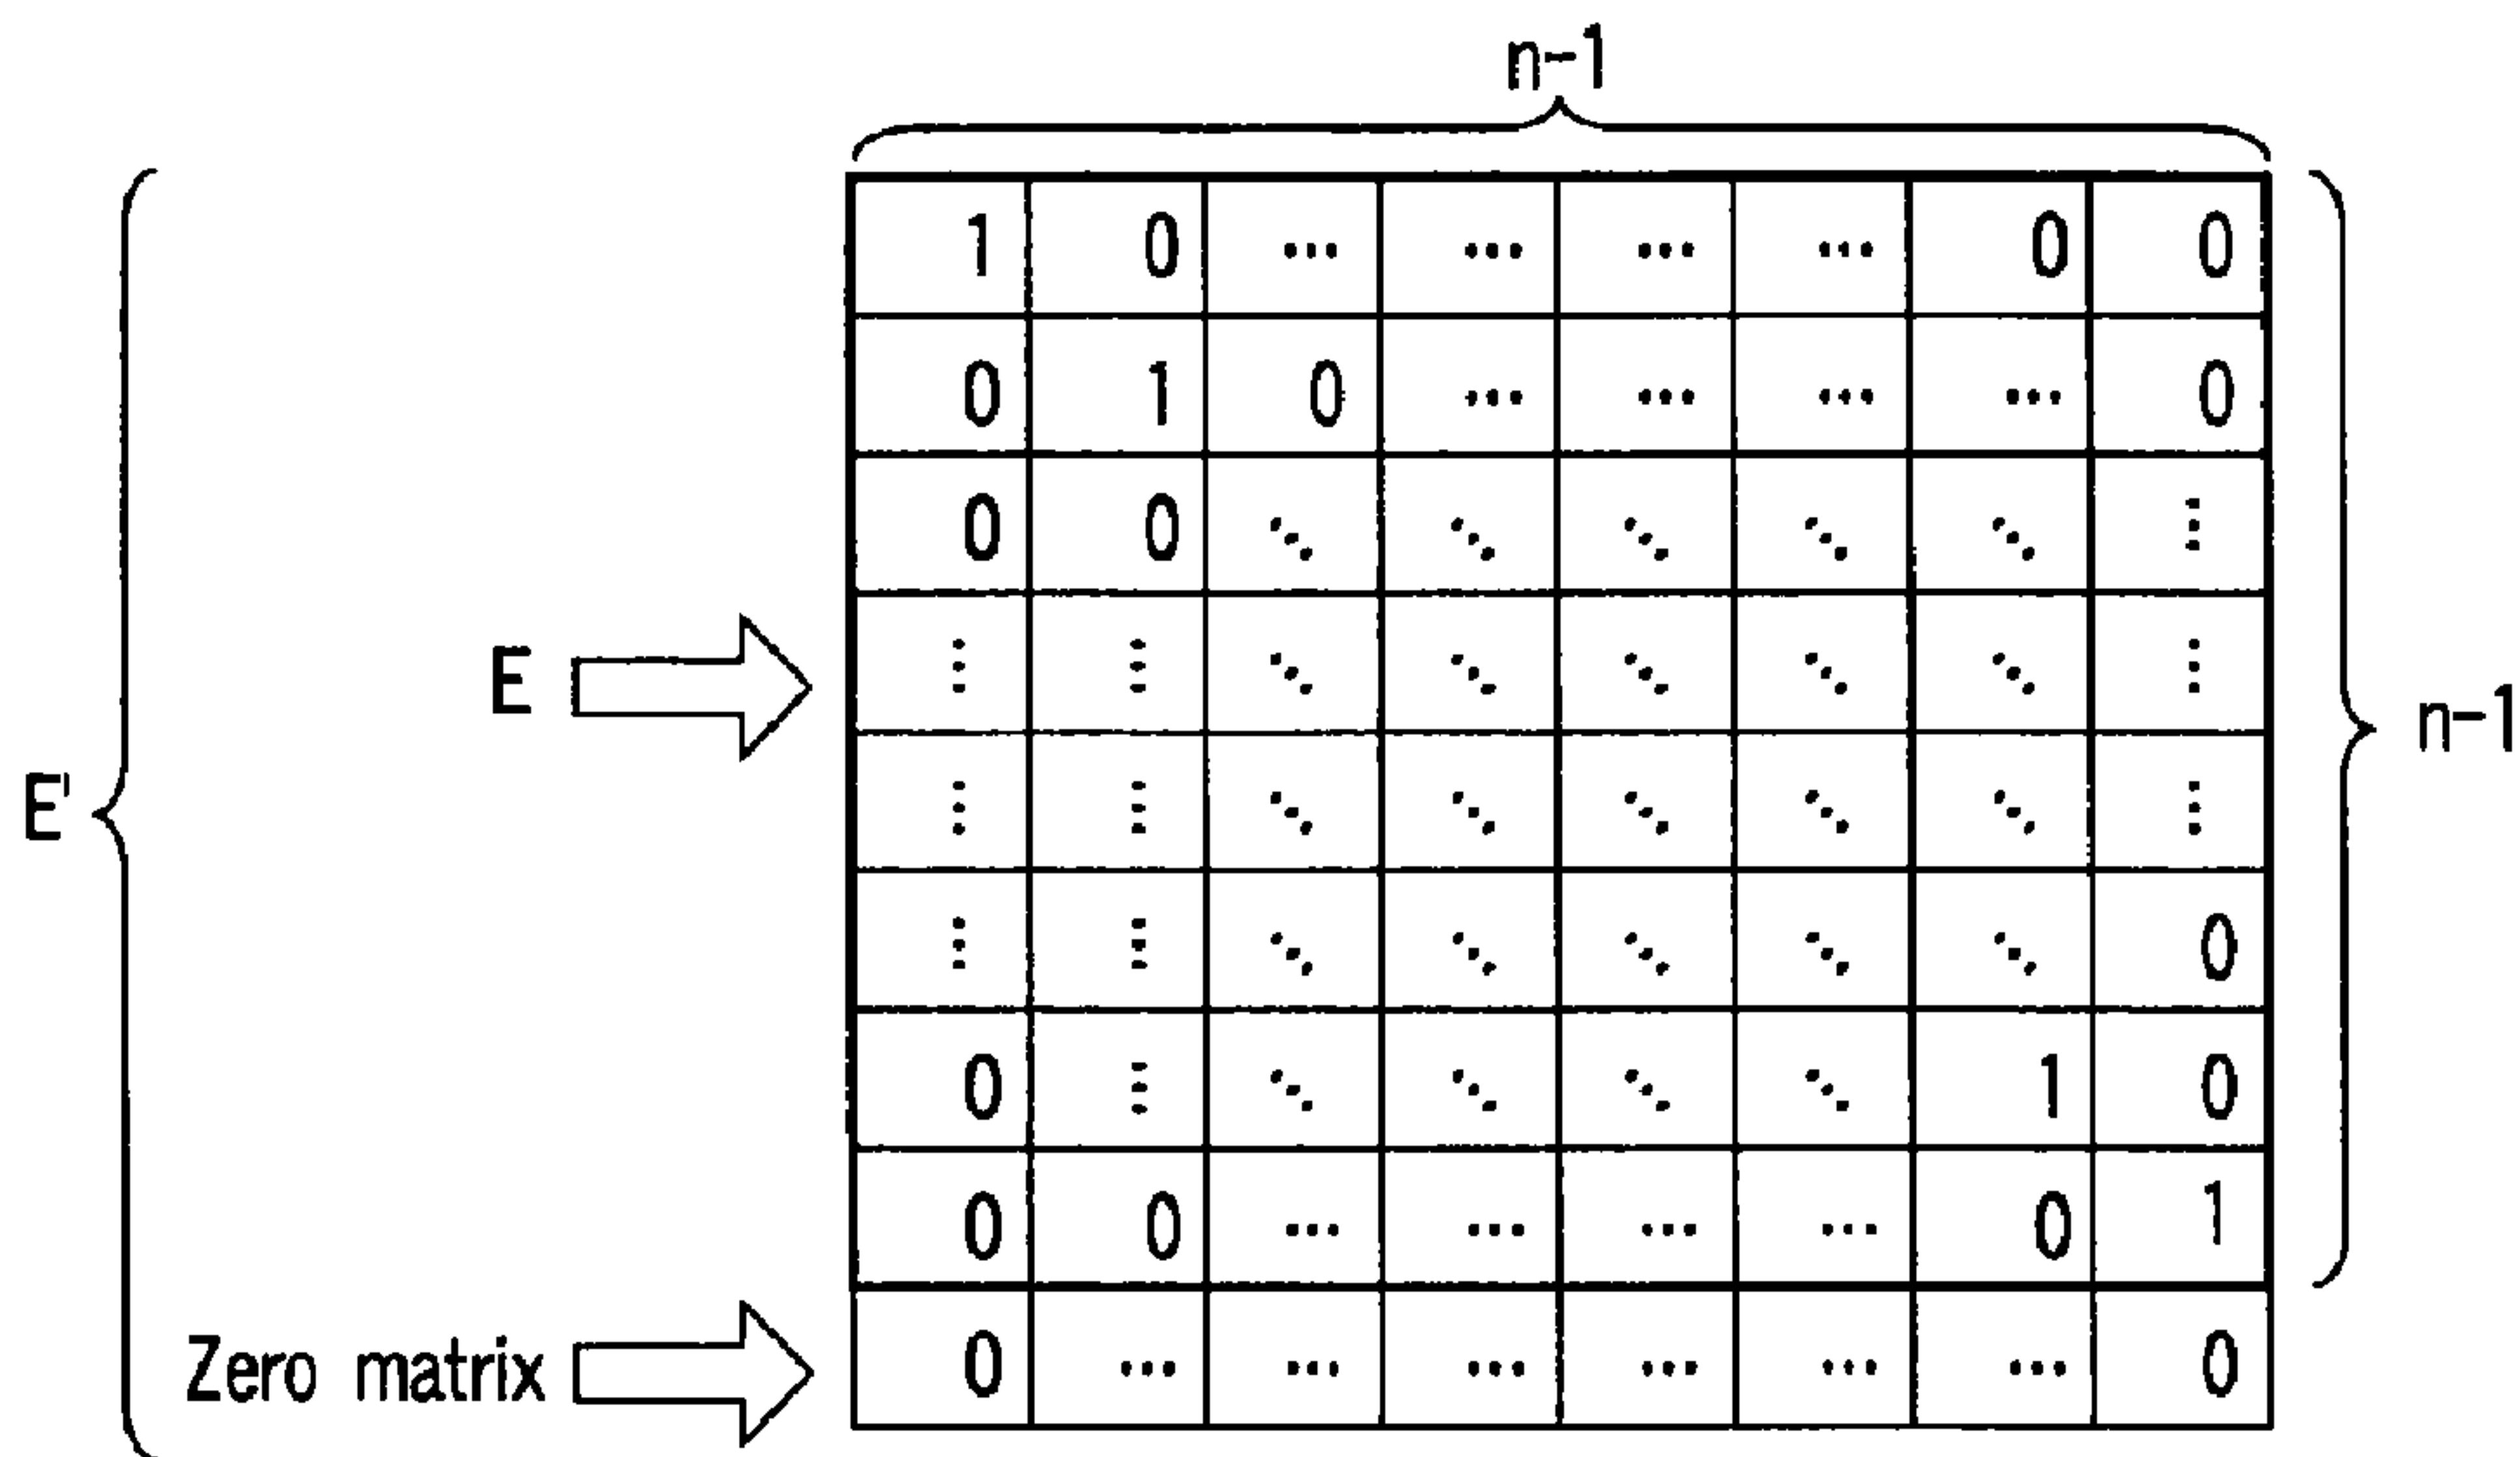 n-1
1 0 ... ... ... ... 0 0
0 1 0 ... ... ... ... 0
0 0 ⋱ ⋱ ⋱ ⋱ ⋱ ⋮
E ⋮ ⋮ ⋱ ⋱ ⋱ ⋱ ⋱ ⋮ n-1
E' ⋮ ⋮ ⋱ ⋱ ⋱ ⋱ ⋱ ⋮
⋮ ⋮ ⋱ ⋱ ⋱ ⋱ ⋱ 0
0 ⋮ ⋱ ⋱ ⋱ ⋱ 1 0
0 0 ... ... ... ... 0 1
Zero matrix 0 ... ... ... ... ... ... 0